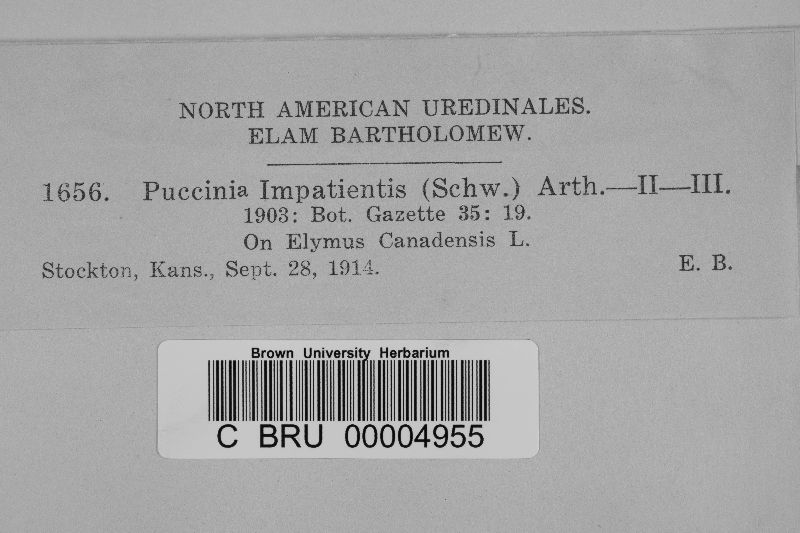 NORTH AMERICAN UREDINALES.
ELAM BARTHOLOMEW.
1656. Puccinia Impatientis (Schw.) Arth.—II—III.
1903: Bot. Gazette 35: 19.
On Elymus Canadensis L.
Stockton, Kans., Sept. 28, 1914. E. B.
Brown University Herbarium
C BRU 00004955